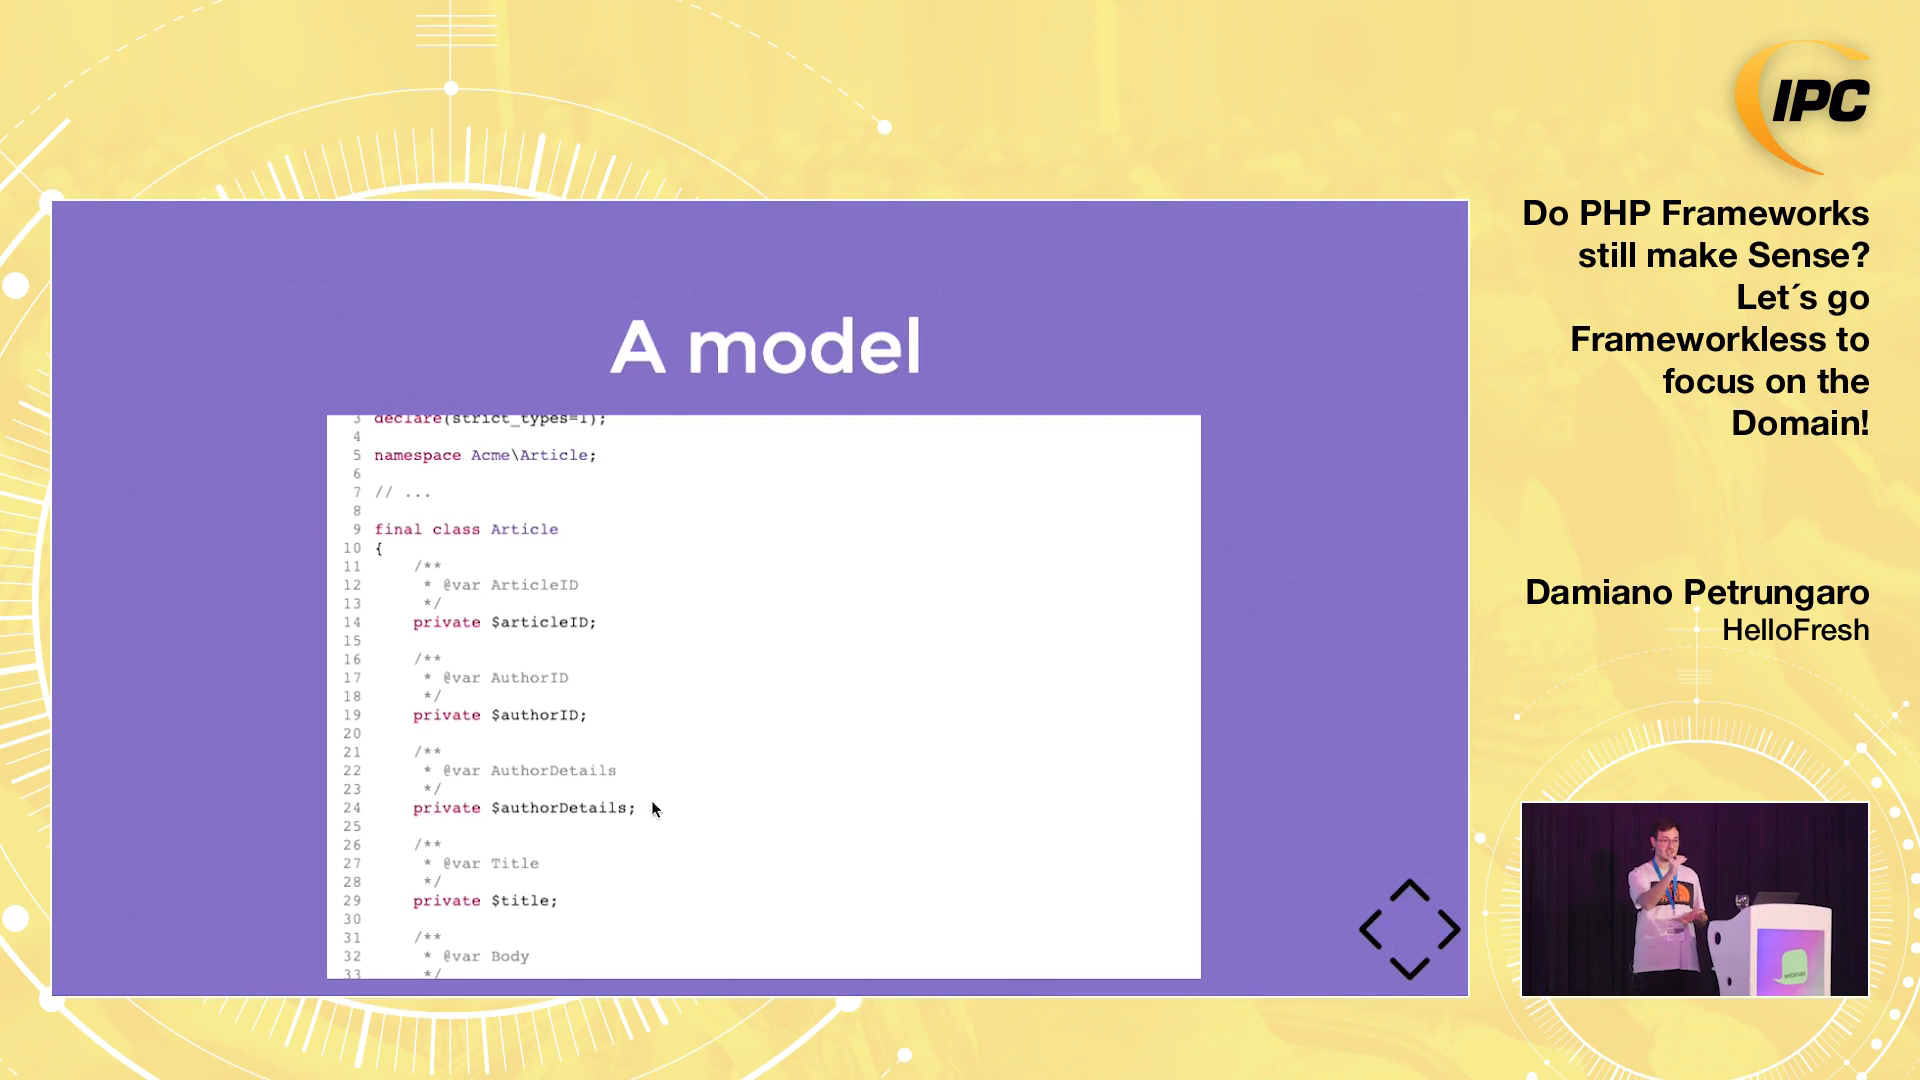 IPC
Do PHP Frameworks
still make Sense?
Let´s go
Frameworkless to
focus on the
Domain!
A model
3 declare(strict_types=1);
4
5 namespace Acme\Article;
6
7 // ...
8
9 final class Article
10 {
11 /**
12 * @var ArticleID
13 */
14 private $articleID;
15
16 /**
17 * @var AuthorID
18 */
19 private $authorID;
20
21 /**
22 * @var AuthorDetails
23 */
24 private $authorDetails;
25
26 /**
27 * @var Title
28 */
29 private $title;
30
31 /**
32 * @var Body
33 */
Damiano Petrungaro
HelloFresh